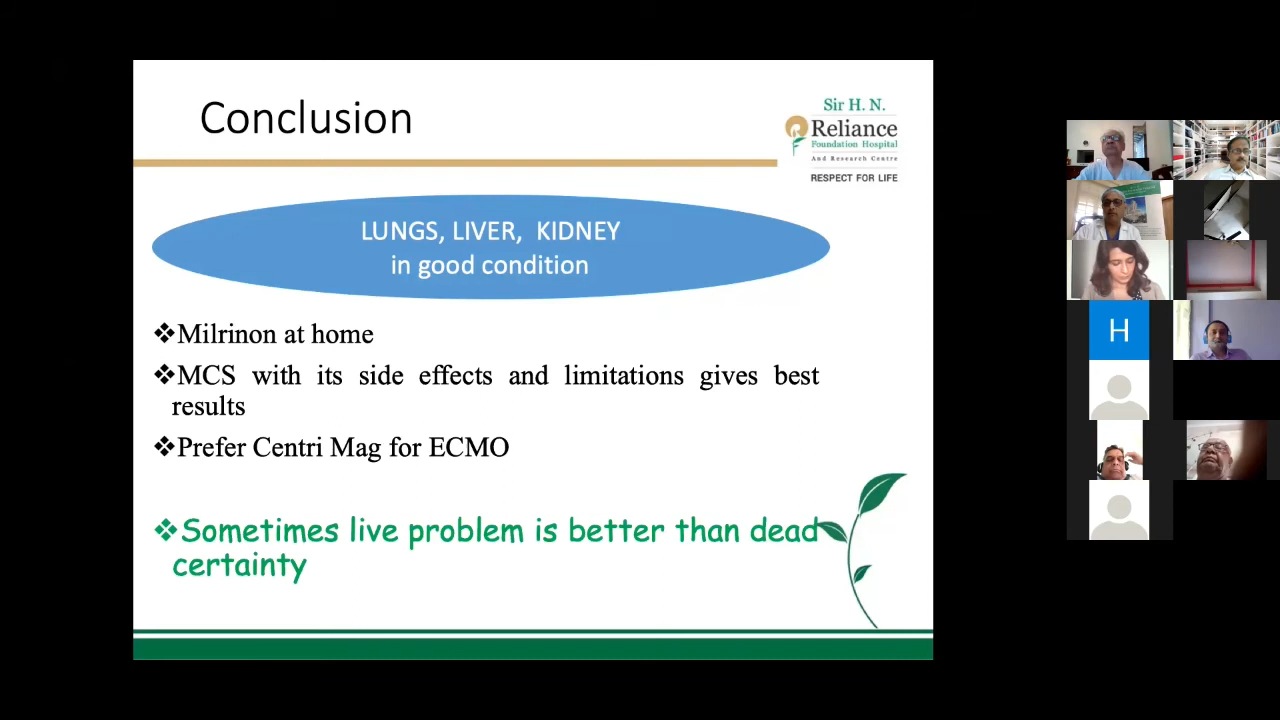 Conclusion
Sir H. N.
Reliance
Foundation Hospital
And Research Centre
RESPECT FOR LIFE
LUNGS, LIVER, KIDNEY
in good condition
❖Milrinon at home
❖MCS with its side effects and limitations gives best
results
❖Prefer Centri Mag for ECMO
❖Sometimes live problem is better than dead
certainty
H